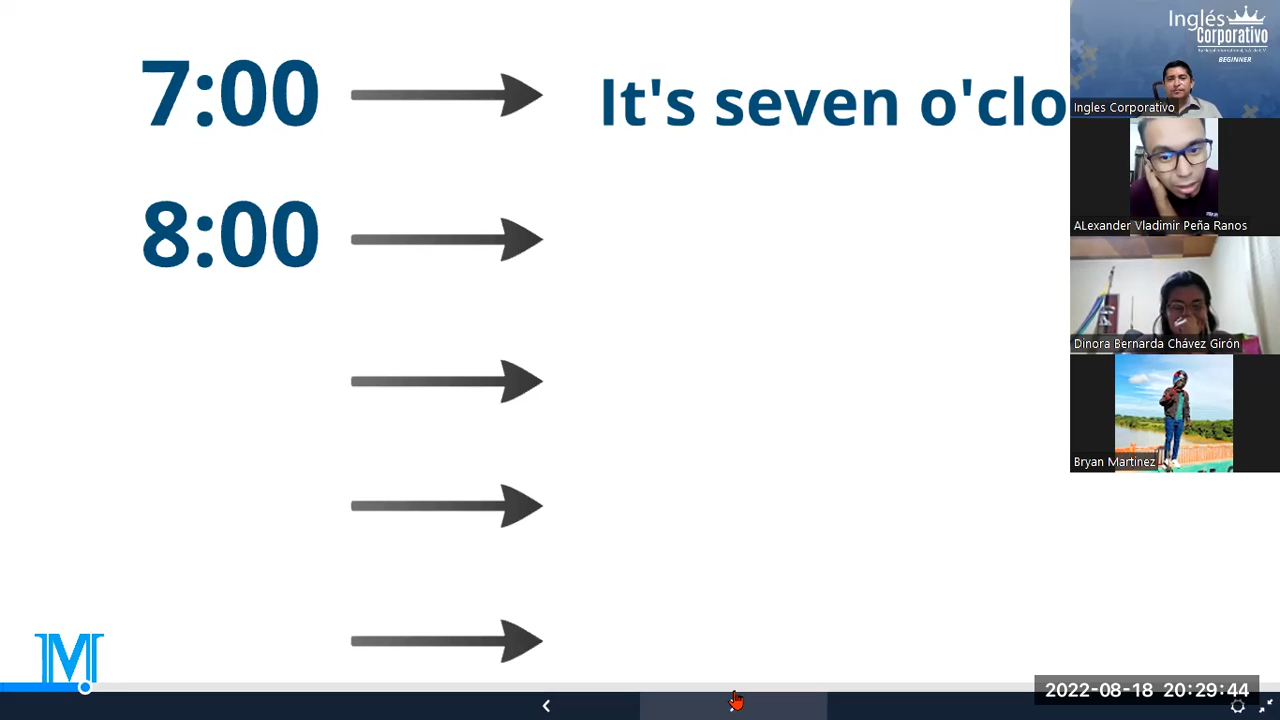 7:00
It's seven o'clo
8:00
Inglés
Corporativo
BEGINNER
Ingles Corporativo
ALexander Vladimir Peña Ranos
Dinora Bernarda Chávez Girón
Bryan Martinez
M
2022-08-18 20:29:44